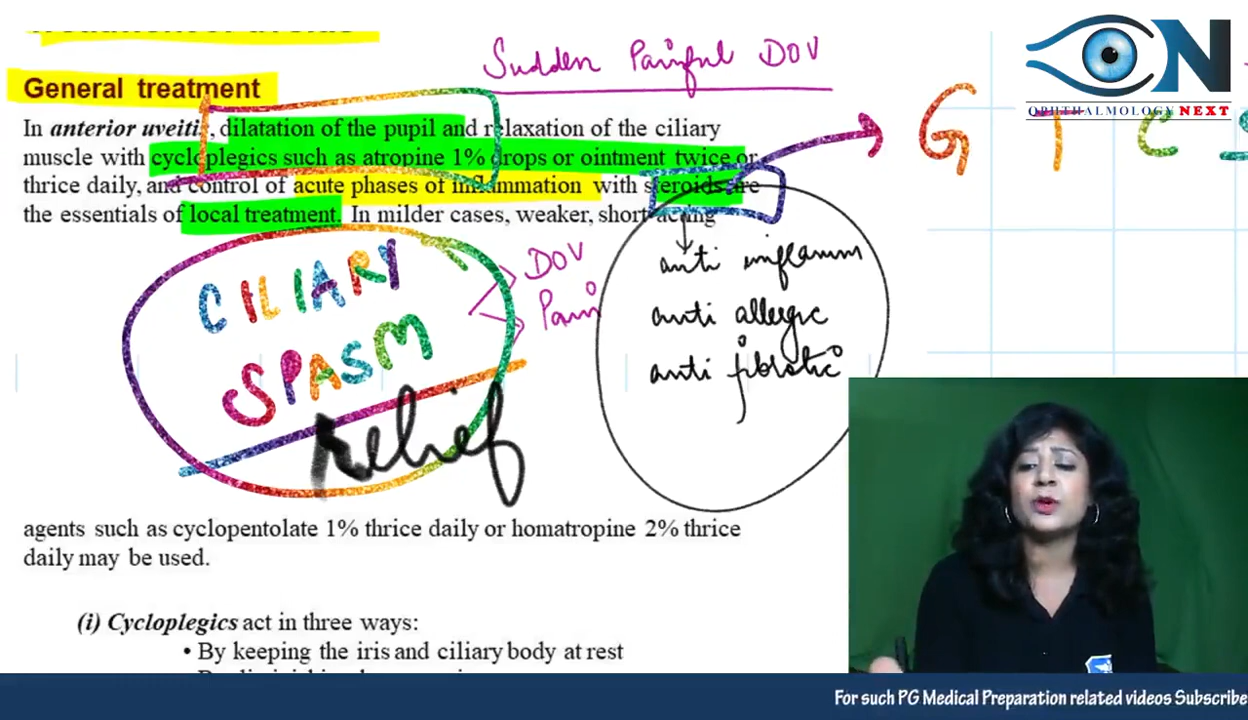 Sudden Painful DOV
General treatment
In anterior uveitis, dilatation of the pupil and relaxation of the ciliary
muscle with cycloplegics such as atropine 1% drops or ointment twice or
thrice daily, and control of acute phases of inflammation with steroids are
the essentials of local treatment. In milder cases, weaker, short-acting
CILIARY
SPASM
relief
DOV
Pain
anti inflamm
anti allergic
anti fibrotic
agents such as cyclopentolate 1% thrice daily or homatropine 2% thrice
daily may be used.
(i) Cycloplegics act in three ways:
• By keeping the iris and ciliary body at rest
G T C S
N
OPHTHALMOLOGY NEXT
For such PG Medical Preparation related videos Subscribe